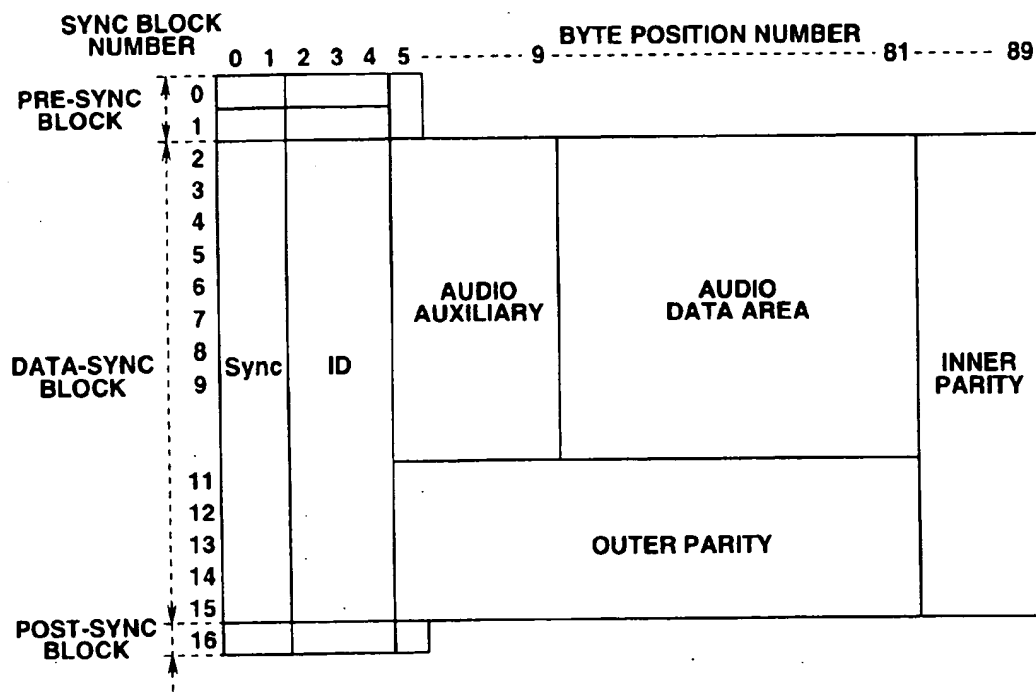 SYNC BLOCK
NUMBER
BYTE POSITION NUMBER
0 1 2 3 4 5 9 81 89
PRE-SYNC
BLOCK
0
1
2
3
4
5
6
7
8
9
11
12
13
14
15
16
DATA-SYNC
BLOCK
Sync
ID
AUDIO
AUXILIARY
AUDIO
DATA AREA
INNER
PARITY
OUTER PARITY
POST-SYNC
BLOCK